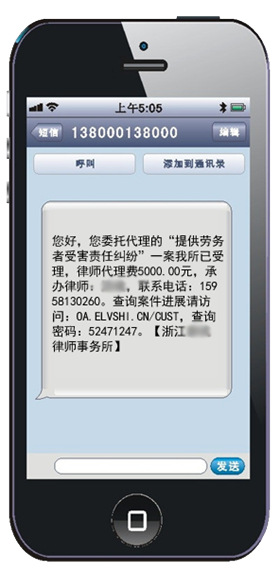 上午5:05
短信 138000138000 编辑
呼叫 添加到通讯录
您好，您委托代理的“提供劳务
者受害责任纠纷”一案我所已受
理，律师代理费5000.00元，承
办律师： ，联系电话：159
58130260。查询案件进展请访
问：OA.ELVSHI.CN/CUST，查询
密码：52471247。【浙江
律师事务所】
发送